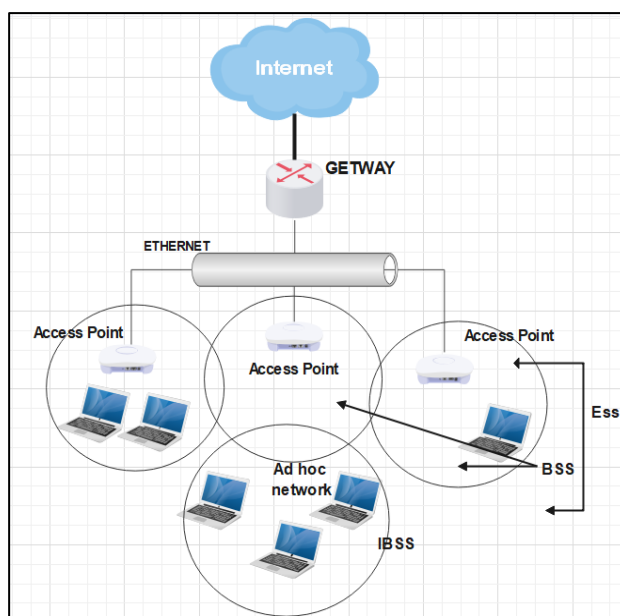 Internet
GETWAY
ETHERNET
Access Point
Access Point
Access Point
Ess
BSS
Ad hoc
network
IBSS